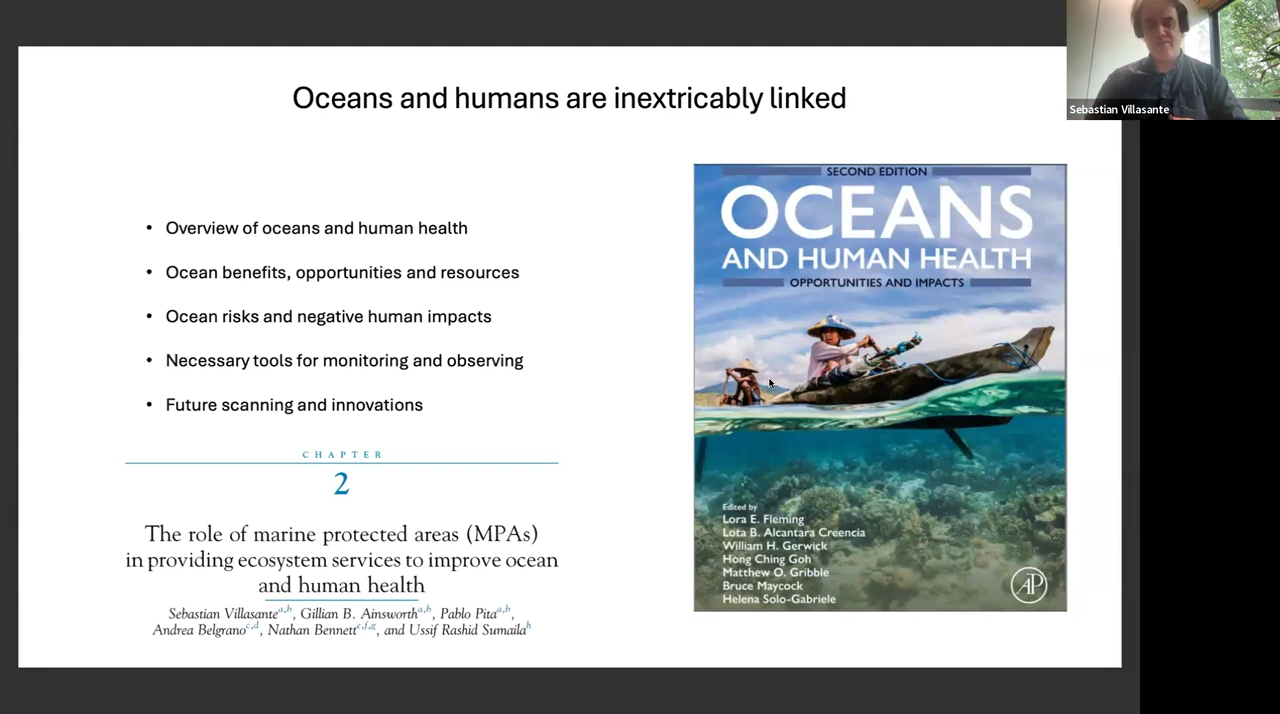 Oceans and humans are inextricably linked
Sebastian Villasante
• Overview of oceans and human health
• Ocean benefits, opportunities and resources
• Ocean risks and negative human impacts
• Necessary tools for monitoring and observing
• Future scanning and innovations
CHAPTER
2
The role of marine protected areas (MPAs)
in providing ecosystem services to improve ocean
and human health
Sebastian Villasante^a,b, Gillian B. Ainsworth^a,b, Pablo Pita^a,b,
Andrea Belgrano^c,d, Nathan Bennett^e,f,g, and Ussif Rashid Sumaila^h
SECOND EDITION
OCEANS
AND HUMAN HEALTH
OPPORTUNITIES AND IMPACTS
Edited by
Lora E. Fleming
Lota B. Alcantara Creencia
William H. Gerwick
Hong Ching Goh
Matthew O. Gribble
Bruce Maycock
Helena Solo-Gabriele
AP